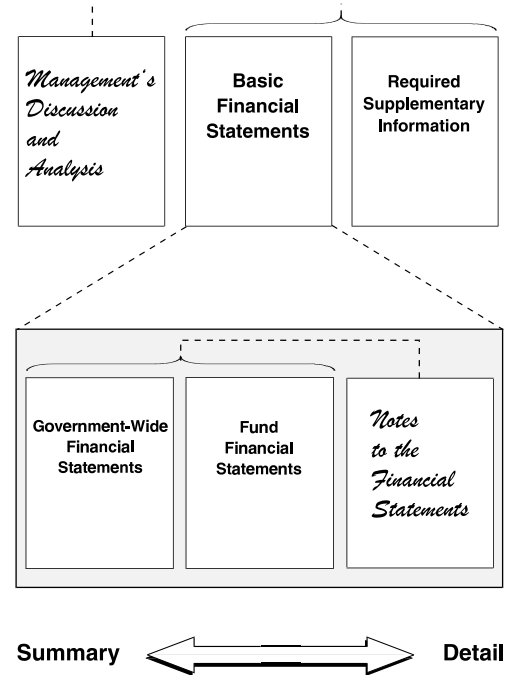 Management's
Discussion
and
Analysis
Basic
Financial
Statements
Required
Supplementary
Information
Government-Wide
Financial
Statements
Fund
Financial
Statements
Notes
to the
Financial
Statements
Summary
Detail